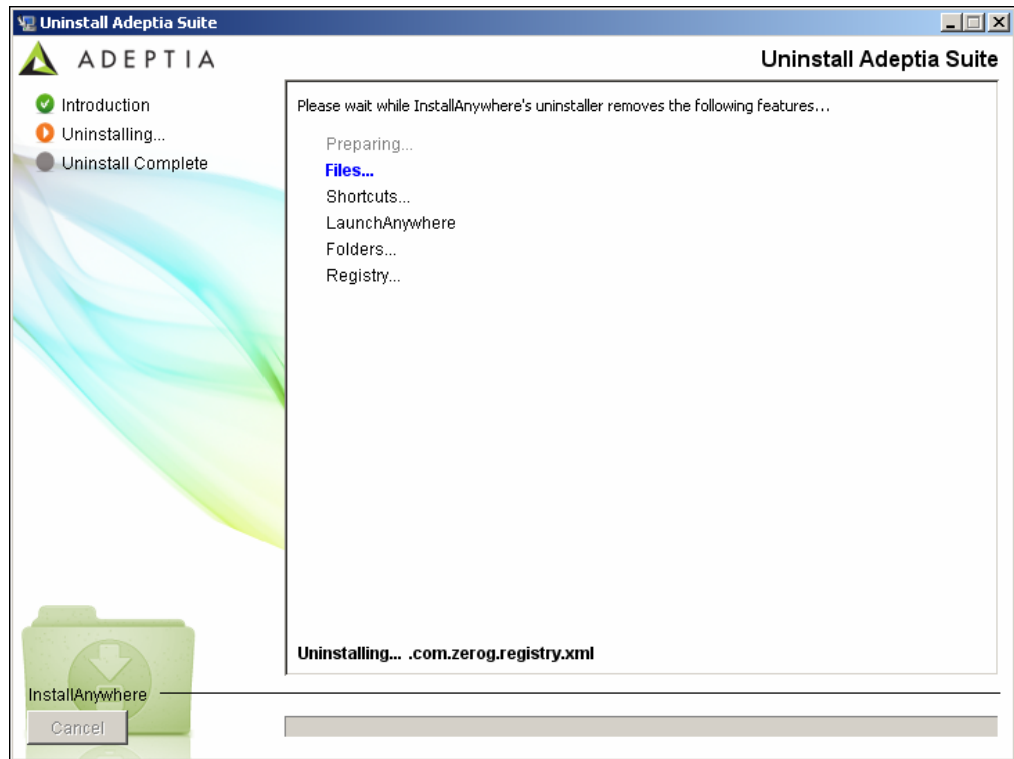 Uninstall Adeptia Suite
ADEPTIA
Uninstall Adeptia Suite
Introduction
Uninstalling...
Uninstall Complete
Please wait while InstallAnywhere's uninstaller removes the following features...
Preparing...
Files...
Shortcuts...
LaunchAnywhere
Folders...
Registry...
Uninstalling... .com.zerog.registry.xml
InstallAnywhere
Cancel